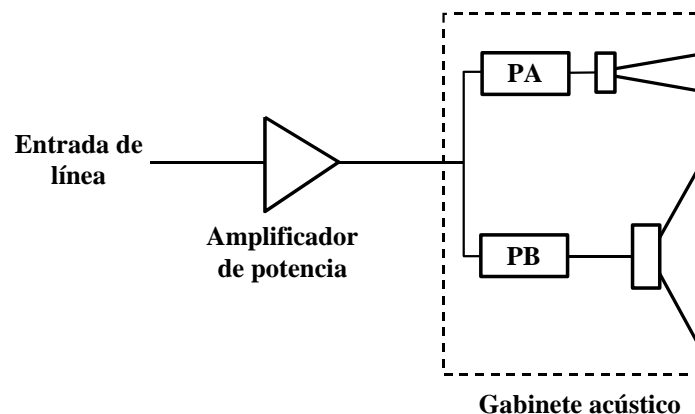 PA
Entrada de
línea
Amplificador
de potencia
PB
Gabinete acústico